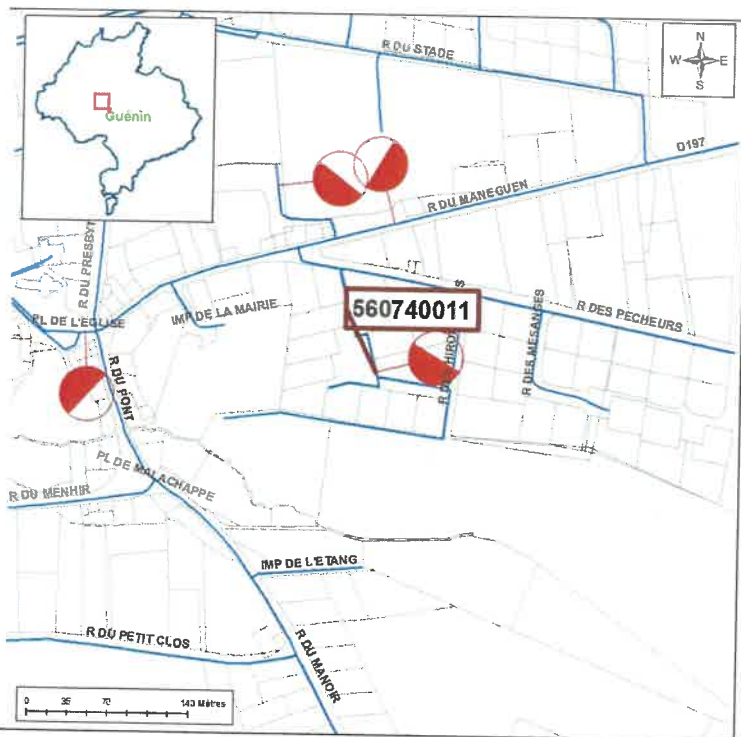 R DU STADE
N
W E
S
Guénin
D197
R DU MANEGUEN
R DU PRESBYT
IMP DE LA MAIRIE
560740011
R DES PECHEURS
PL DE L'EGLISE
R DES MESANGES
R DU PONT
PL DE MALACHAPPE
R DU MENHIR
IMP DE L'ETANG
R DU PETIT CLOS
R DU MANOIR
0 35 70 140 Mètres